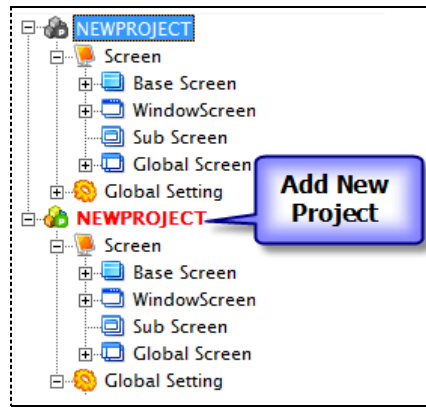 NEWPROJECT
Screen
Base Screen
WindowScreen
Sub Screen
Global Screen
Global Setting
NEWPROJECT
Add New
Project
Screen
Base Screen
WindowScreen
Sub Screen
Global Screen
Global Setting